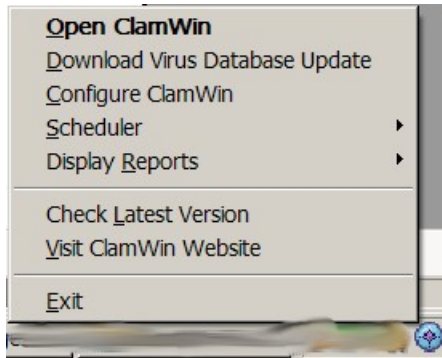 Open ClamWin
Download Virus Database Update
Configure ClamWin
Scheduler
Display Reports
Check Latest Version
Visit ClamWin Website
Exit